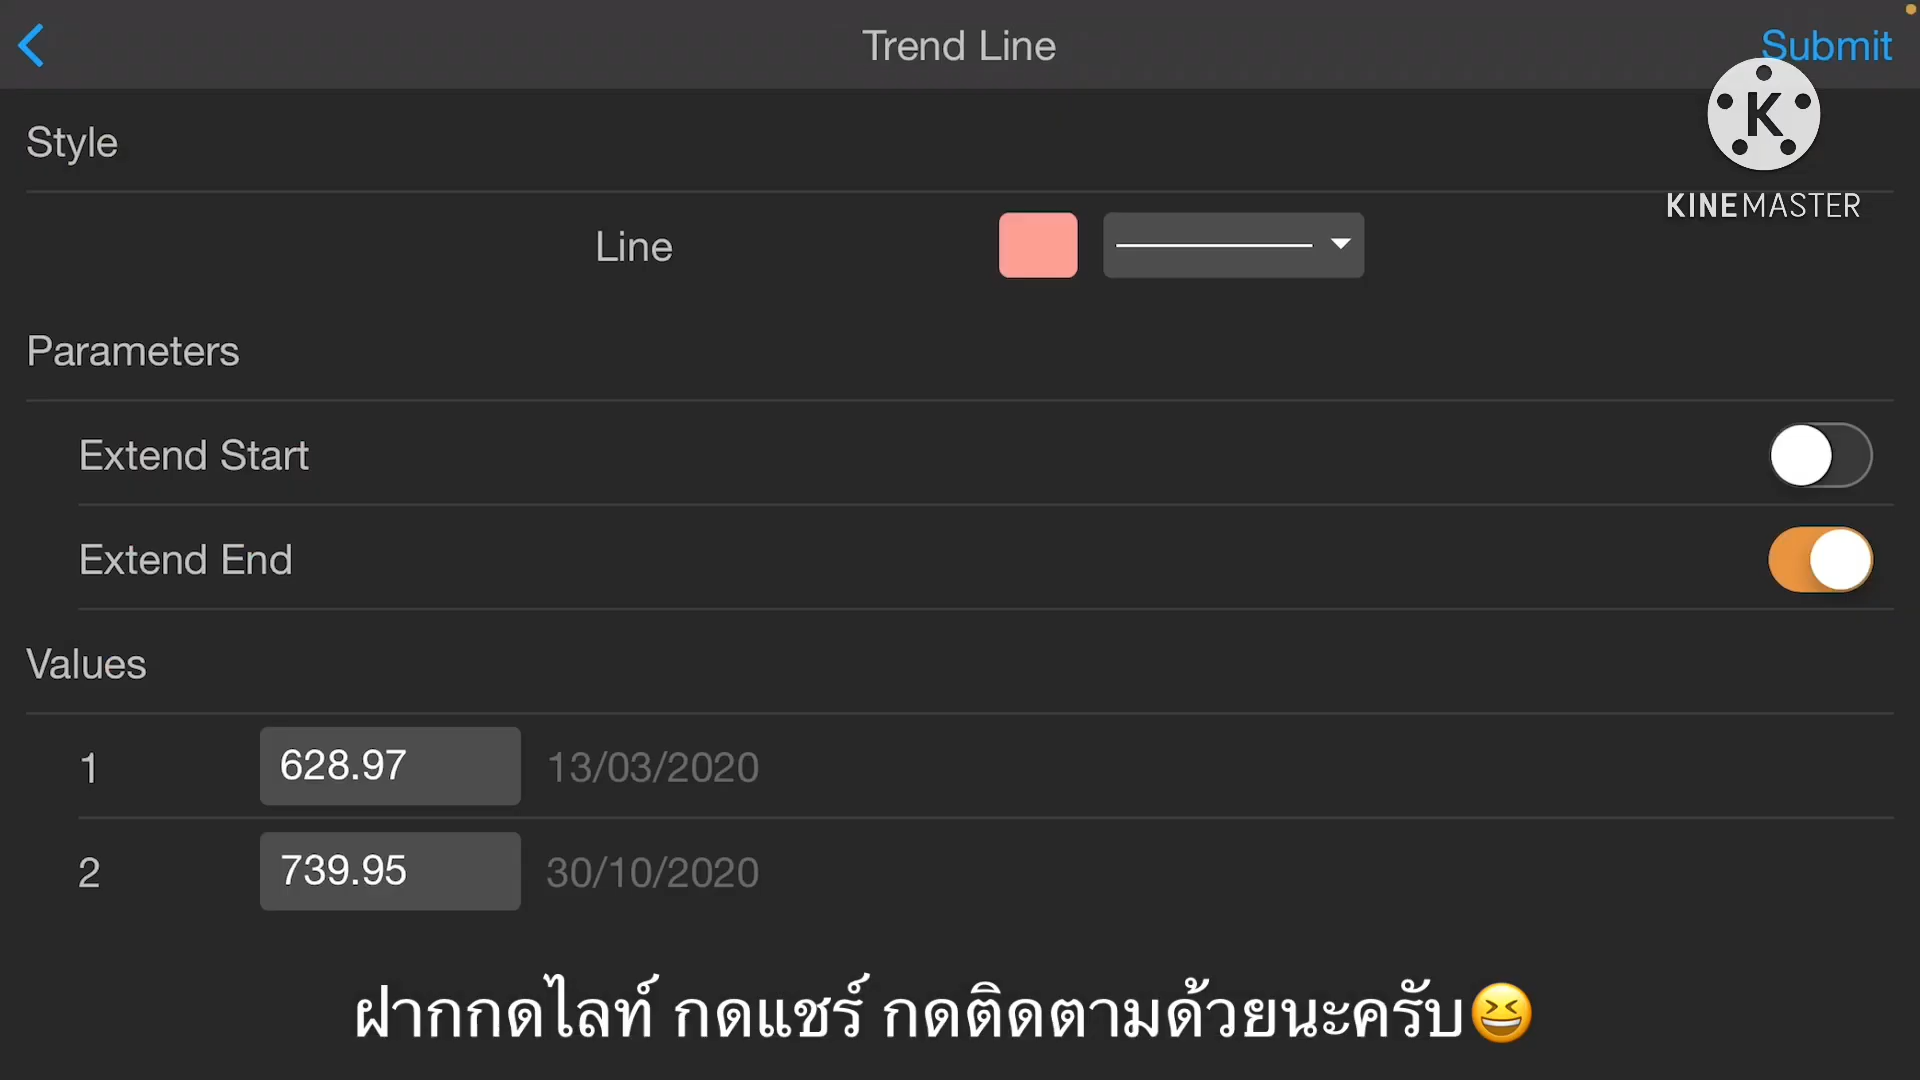 Trend Line
Submit
K
KINEMASTER
Style
Line
Parameters
Extend Start
Extend End
Values
1 628.97 13/03/2020
2 739.95 30/10/2020
ฝากกดไลท์ กดแชร์ กดติดตามด้วยนะครับ😆